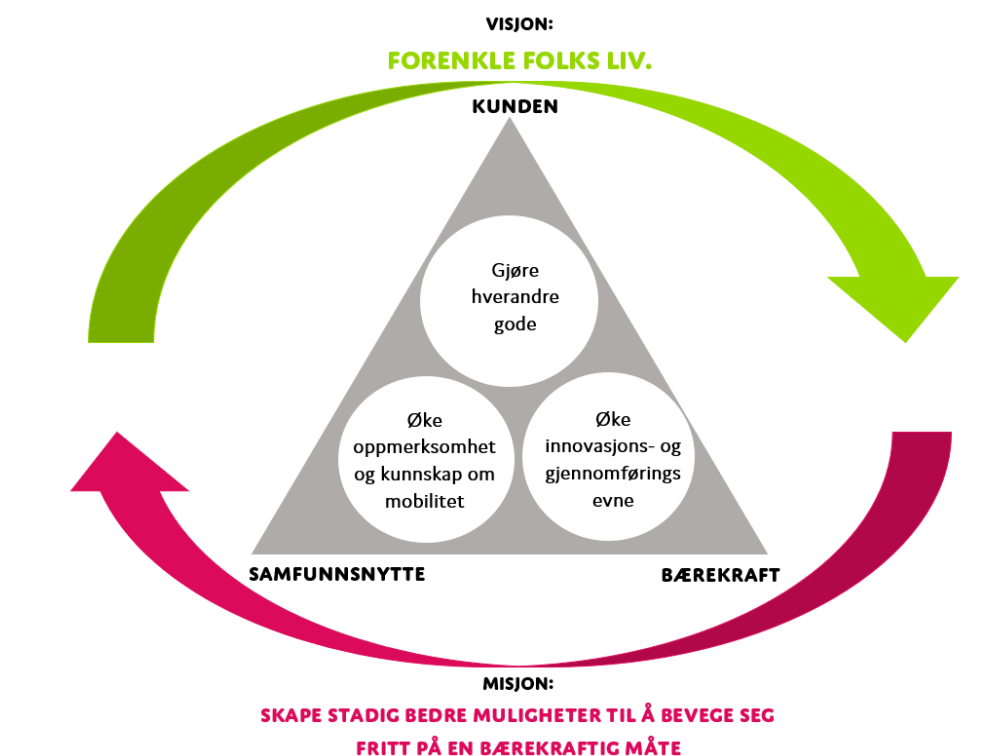 VISJON:
FORENKLE FOLKS LIV.
KUNDEN
Gjøre
hverandre
gode
Øke
oppmerksomhet
og kunnskap om
mobilitet
Øke
innovasjons- og
gjennomførings
evne
SAMFUNNSNYTTE
BÆREKRAFT
MISJON:
SKAPE STADIG BEDRE MULIGHETER TIL Å BEVEGE SEG
FRITT PÅ EN BÆREKRAFTIG MÅTE